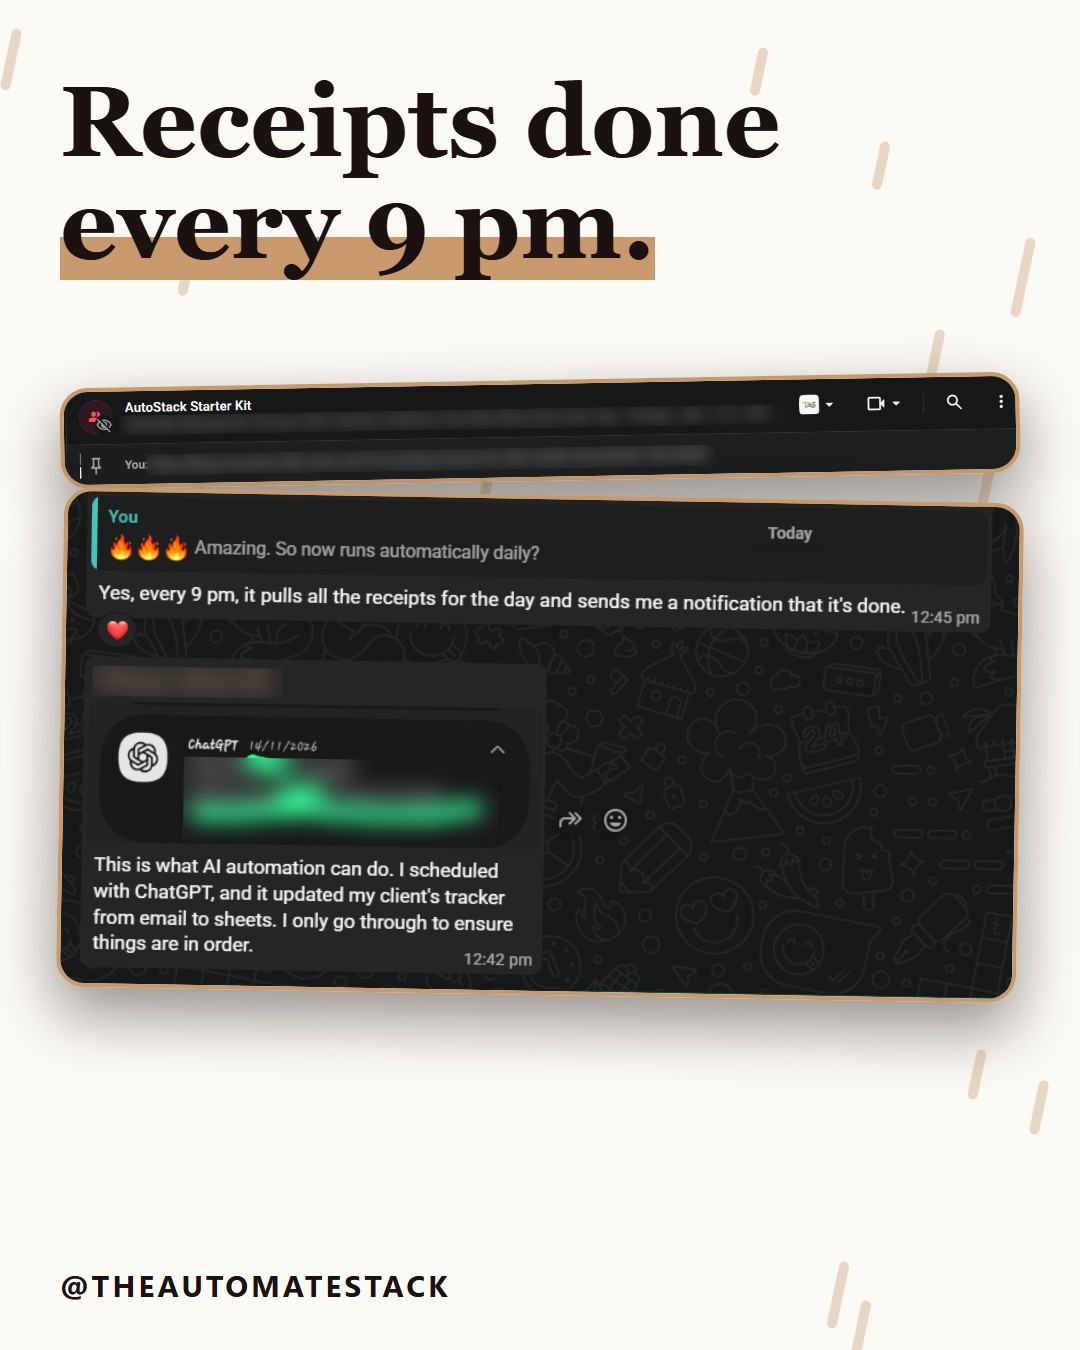 Receipts done
every 9 pm.
AutoStack Starter Kit
You:
You
🔥🔥🔥 Amazing. So now runs automatically daily?
Today
Yes, every 9 pm, it pulls all the receipts for the day and sends me a notification that it's done.
12:45 pm
ChatGPT 14/11/2026
This is what AI automation can do. I scheduled
with ChatGPT, and it updated my client's tracker
from email to sheets. I only go through to ensure
things are in order.
12:42 pm
@THEAUTOMATESTACK